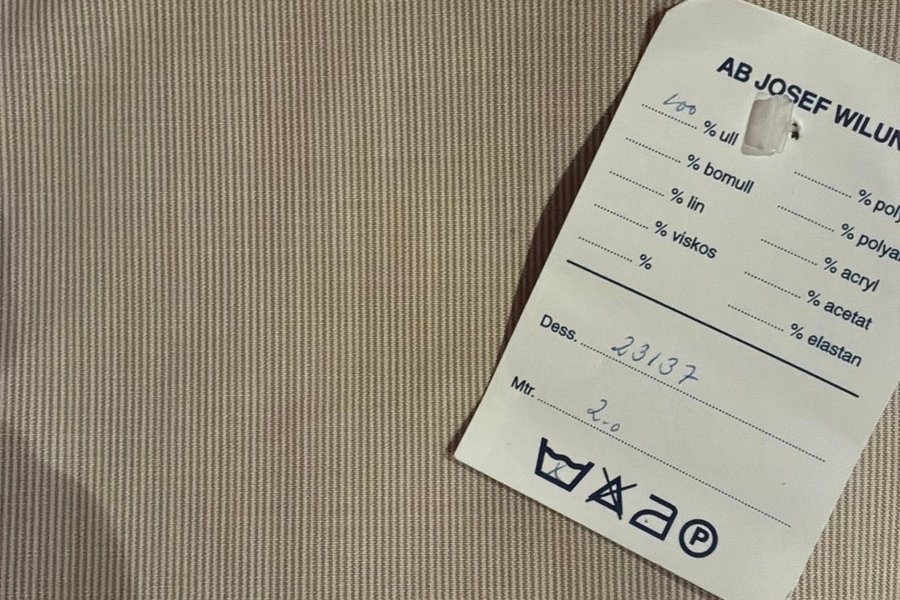 AB JOSEF WILUN
100 % ull
% bomull
% lin
% viskos
%
% poly
% polya
% acryl
% acetat
% elastan
Dess. 23137
Mtr. 2.0
P